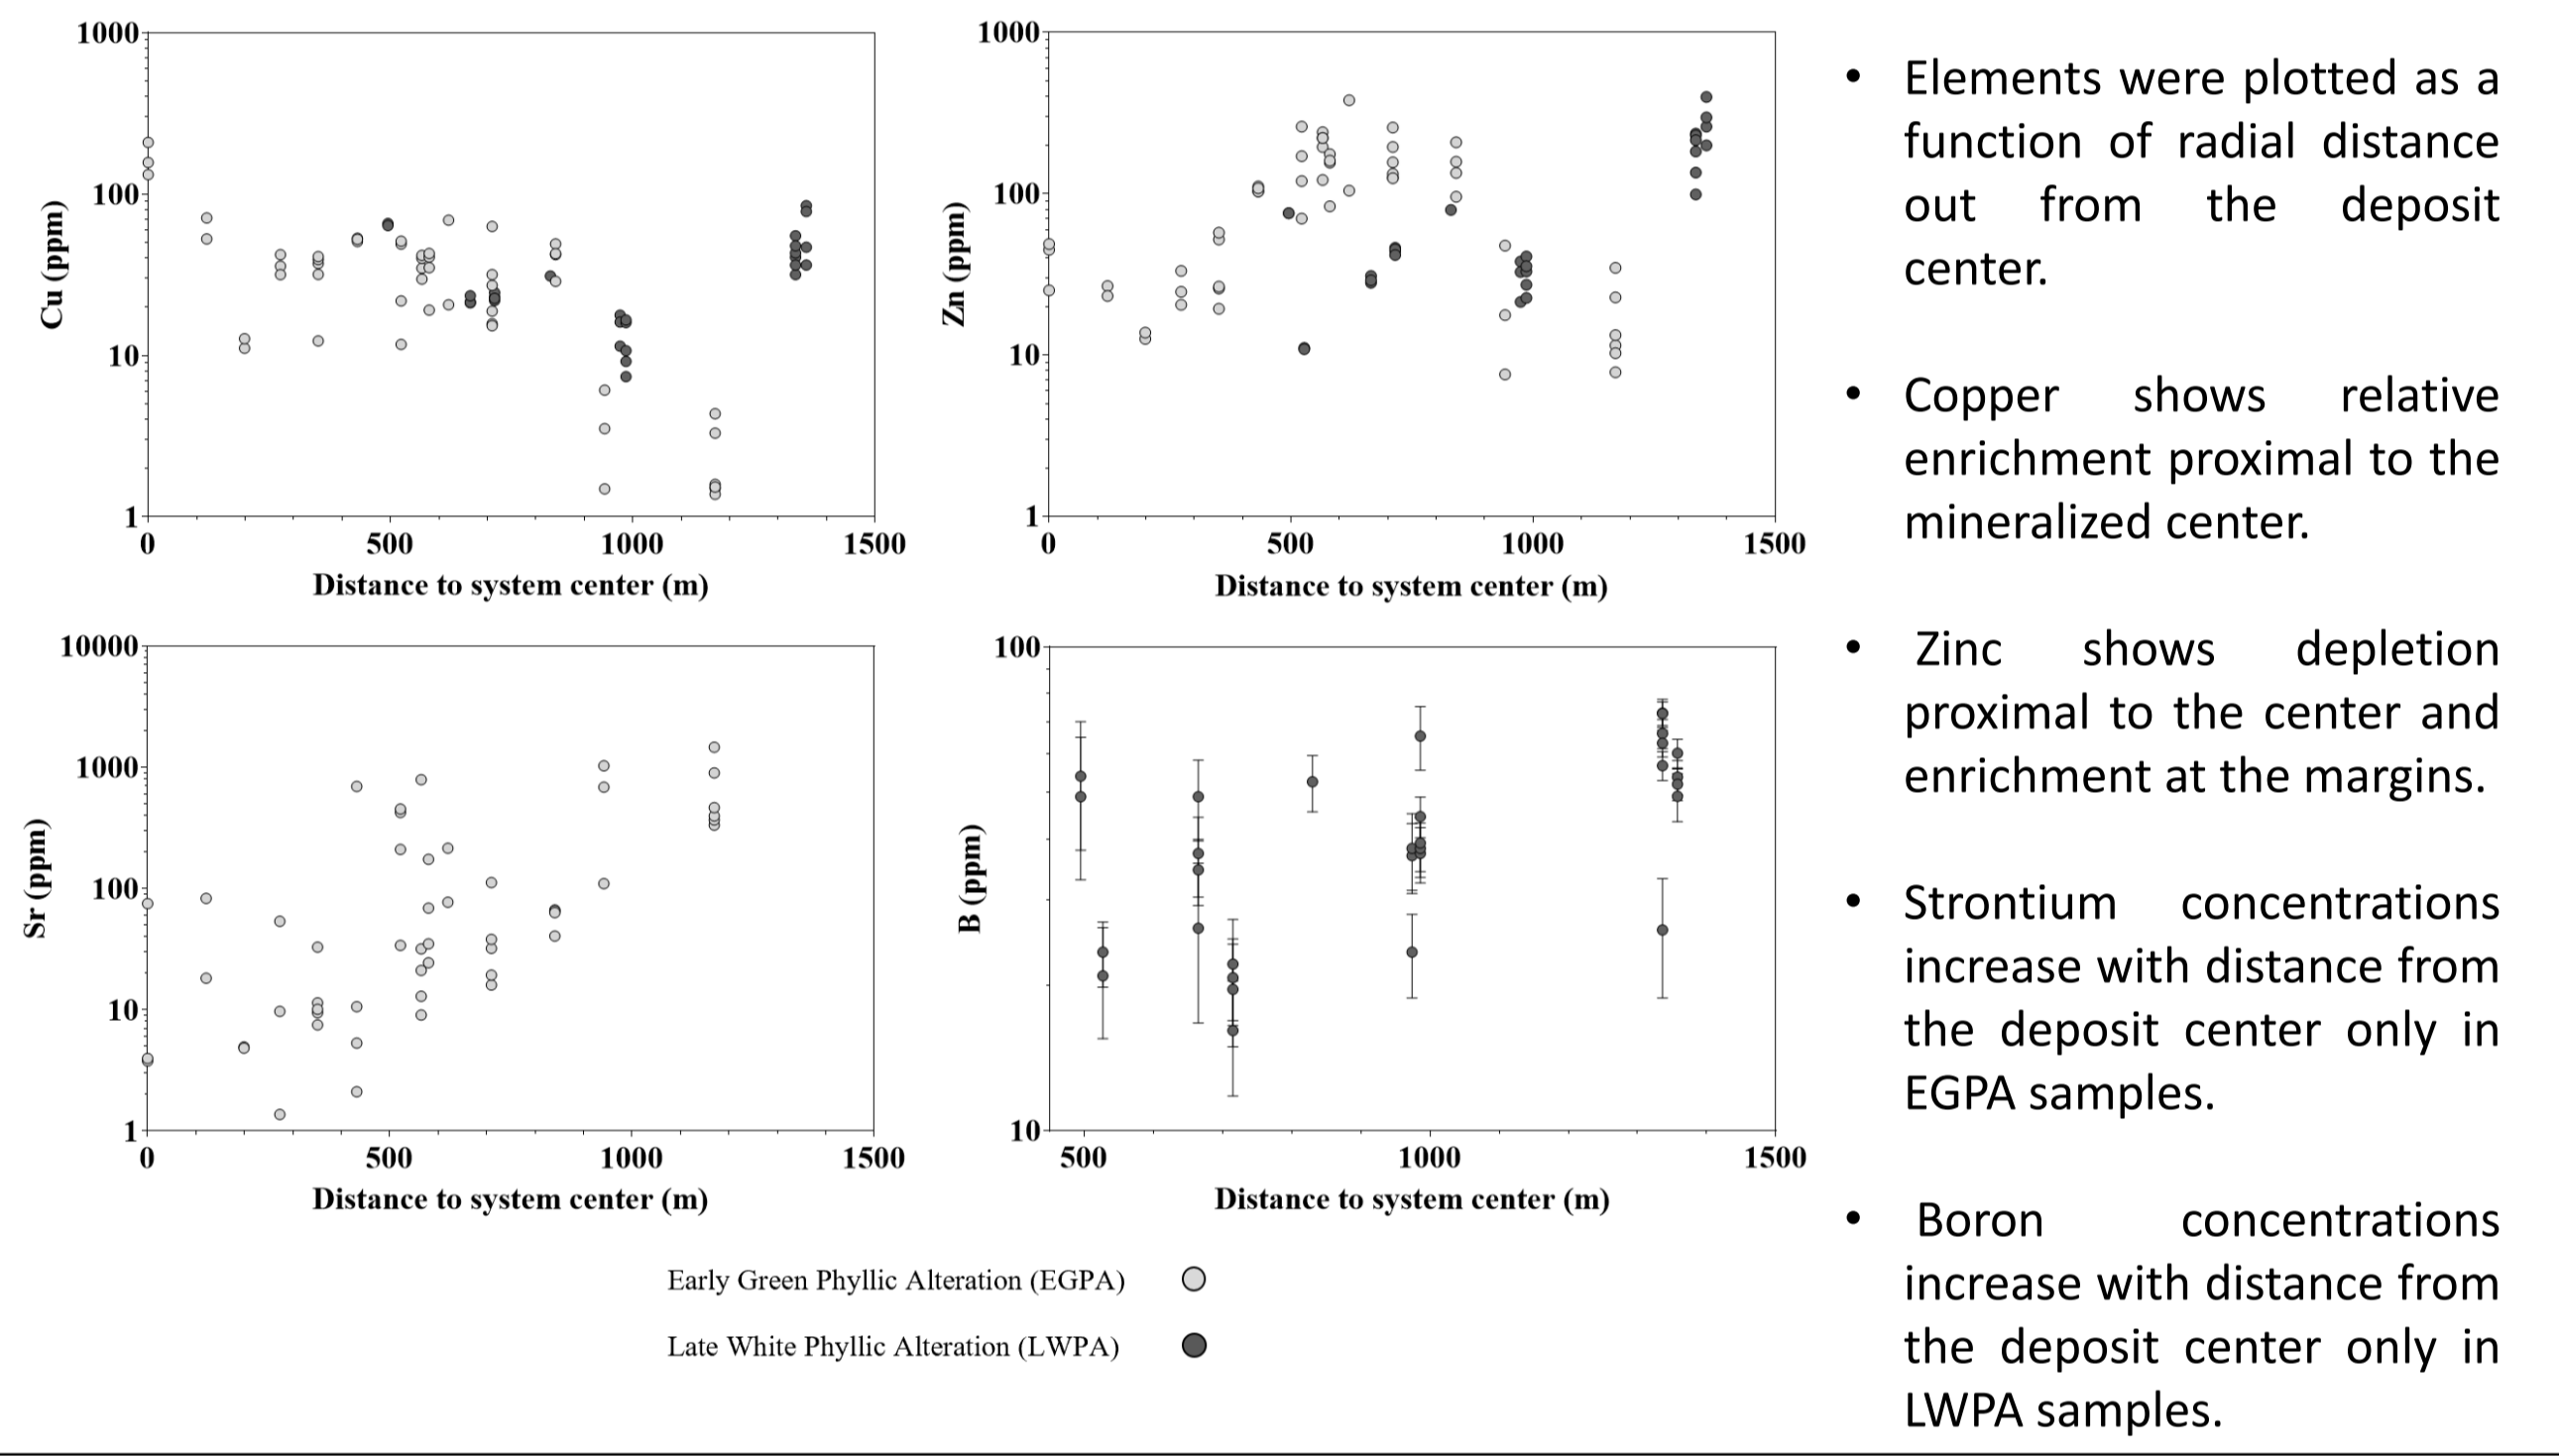 1000
100
10
1
Cu (ppm)
0
500
1000
1500
Distance to system center (m)
1000
100
10
1
Zn (ppm)
0
500
1000
1500
Distance to system center (m)
10000
1000
100
10
1
Sr (ppm)
0
500
1000
1500
Distance to system center (m)
100
10
B (ppm)
500
1000
1500
Distance to system center (m)
Early Green Phyllic Alteration (EGPA)
Late White Phyllic Alteration (LWPA)
• Elements were plotted as a
function of radial distance
out from the deposit
center.
• Copper shows relative
enrichment proximal to the
mineralized center.
• Zinc shows depletion
proximal to the center and
enrichment at the margins.
• Strontium concentrations
increase with distance from
the deposit center only in
EGPA samples.
• Boron concentrations
increase with distance from
the deposit center only in
LWPA samples.